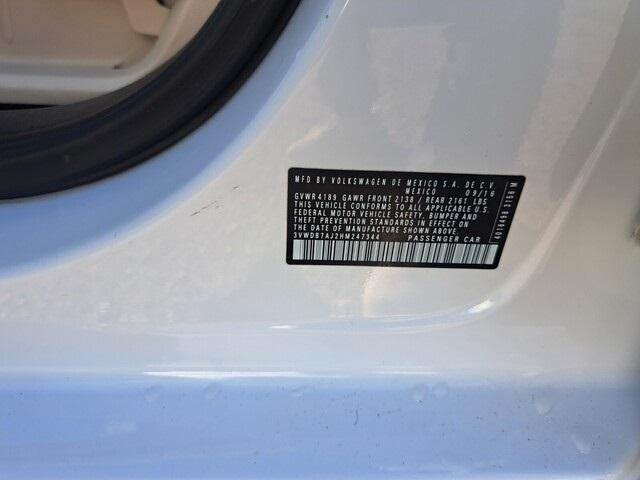 MFD BY VOLKSWAGEN DE MEXICO S.A. DE C.V.
MEXICO 09/16
GVWR4189 GAWR FRONT 2138 / REAR 2161 LBS
THIS VEHICLE CONFORMS TO ALL APPLICABLE U.S.
FEDERAL MOTOR VEHICLE SAFETY, BUMPER AND
THEFT PREVENTION STANDARDS IN EFFECT ON
THE DATE OF MANUFACTURE SHOWN ABOVE.
3VWDB7AJ2HM247344 PASSENGER CAR